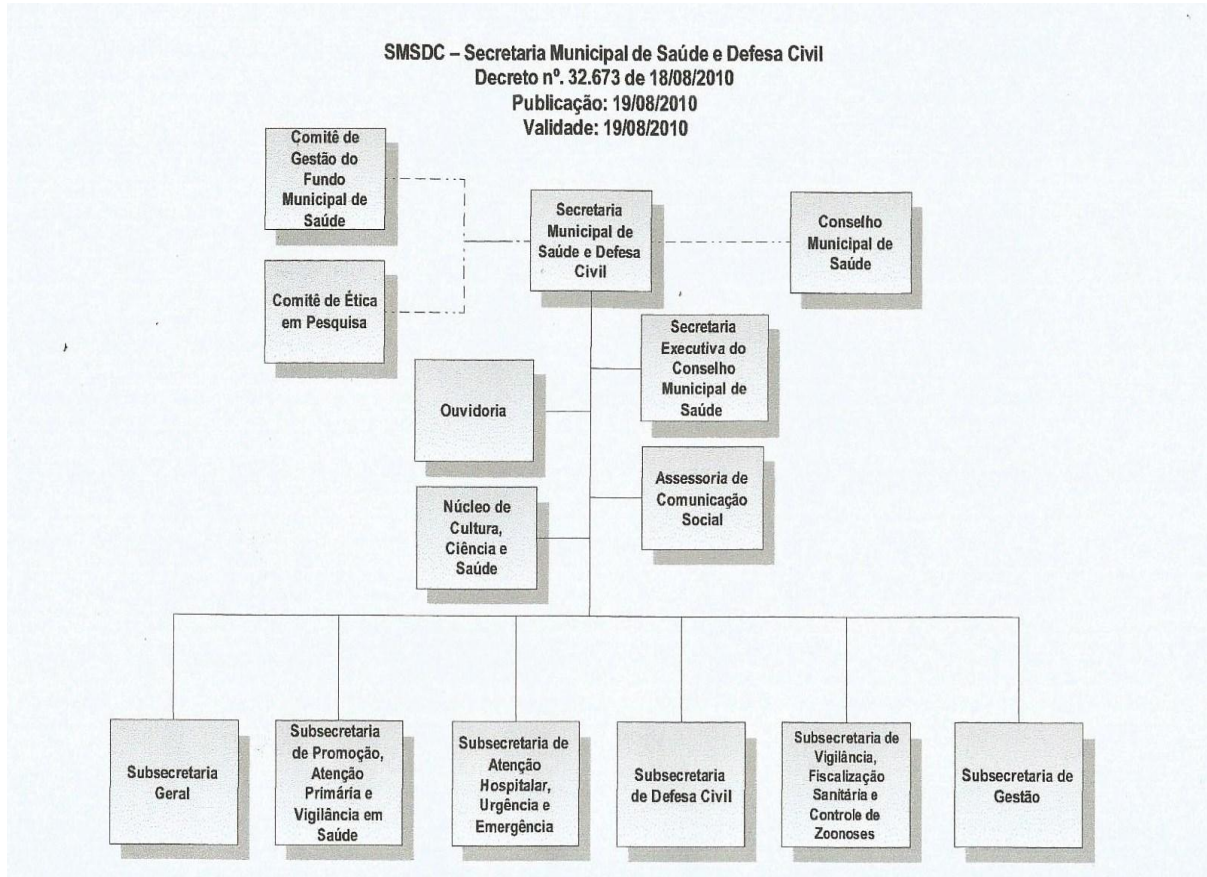 SMSDC – Secretaria Municipal de Saúde e Defesa Civil
Decreto nº. 32.673 de 18/08/2010
Publicação: 19/08/2010
Validade: 19/08/2010
Comitê de
Gestão do
Fundo
Municipal de
Saúde
Secretaria
Municipal de
Saúde e Defesa
Civil
Conselho
Municipal de
Saúde
Comitê de Ética
em Pesquisa
Secretaria
Executiva do
Conselho
Municipal de
Saúde
Ouvidoria
Assessoria de
Comunicação
Social
Núcleo de
Cultura,
Ciência e
Saúde
Subsecretaria
Geral
Subsecretaria
de Promoção,
Atenção
Primária e
Vigilância em
Saúde
Subsecretaria de
Atenção
Hospitalar,
Urgência e
Emergência
Subsecretaria
de Defesa Civil
Subsecretaria de
Vigilância,
Fiscalização
Sanitária e
Controle de
Zoonoses
Subsecretaria de
Gestão